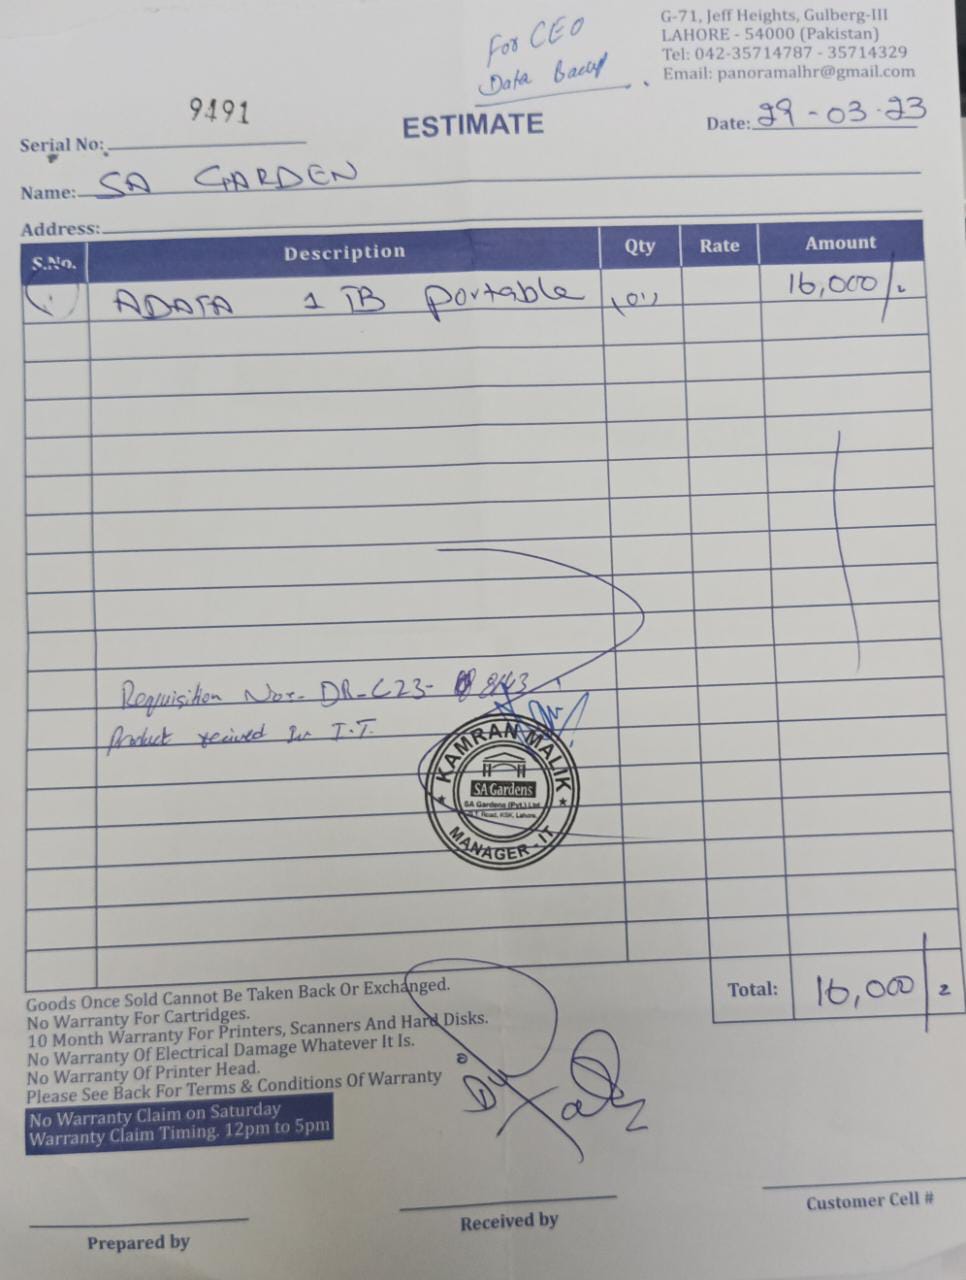 For CEO
Data Backup
G-71, Jeff Heights, Gulberg-III
LAHORE - 54000 (Pakistan)
Tel: 042-35714787 - 35714329
Email: panoramalhr@gmail.com
9491
ESTIMATE
Date: 29-03-23
Serial No:
Name: SA GARDEN
Address:
S.No. Description Qty Rate Amount
ADATA 1 TB portable 16,000/
Requisition No:- DR-C23-
Product recived In I.T.
KAMRAN MALIK
SA Gardens
SA Gardens (Pvt.) Ltd.
G.T. Road, KSK, Lahore.
MANAGER - IT
Total: 16,000/
Goods Once Sold Cannot Be Taken Back Or Exchanged.
No Warranty For Cartridges.
10 Month Warranty For Printers, Scanners And Hard Disks.
No Warranty Of Electrical Damage Whatever It Is.
No Warranty Of Printer Head.
Please See Back For Terms & Conditions Of Warranty
No Warranty Claim on Saturday
Warranty Claim Timing. 12pm to 5pm
Prepared by
Received by
Customer Cell #